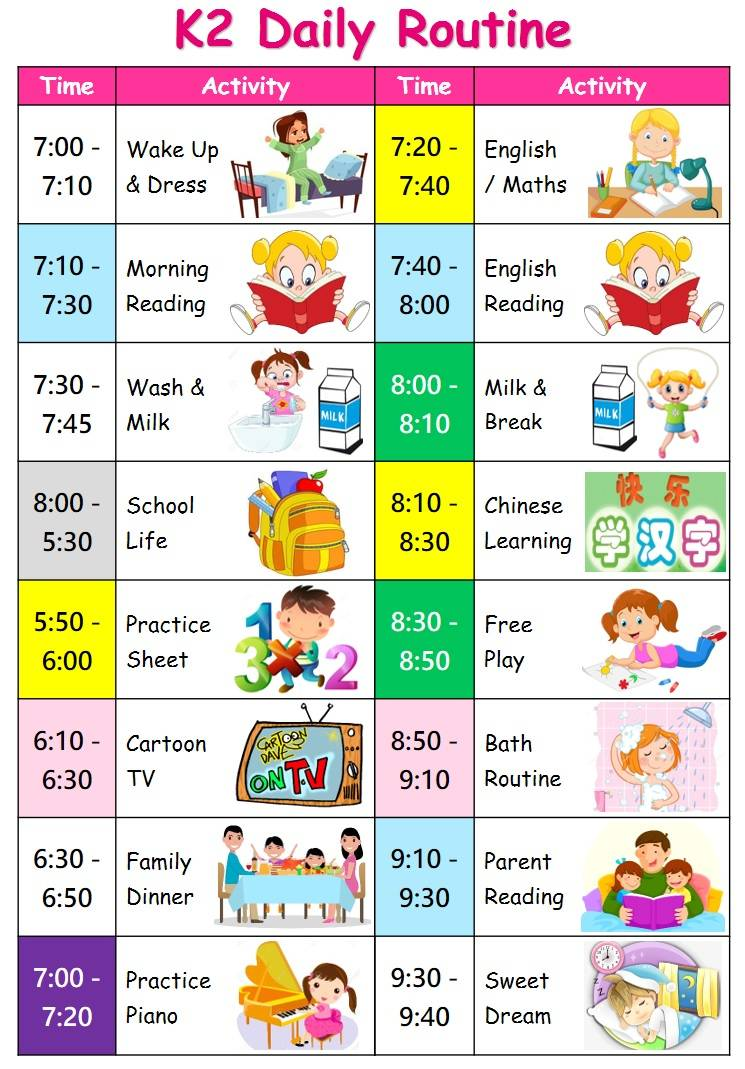 K2 Daily Routine
Time Activity Time Activity
7:00 -
7:10
Wake Up
& Dress
7:20 -
7:40
English
/ Maths
7:10 -
7:30
Morning
Reading
7:40 -
8:00
English
Reading
7:30 -
7:45
Wash &
Milk
MILK
8:00 -
8:10
Milk &
Break
MILK
8:00 -
5:30
School
Life
8:10 -
8:30
Chinese
Learning
快乐
学汉字
5:50 -
6:00
Practice
Sheet
1
3 × 2
8:30 -
8:50
Free
Play
6:10 -
6:30
Cartoon
TV
CARTOON
DAVE
ON TV
8:50 -
9:10
Bath
Routine
6:30 -
6:50
Family
Dinner
9:10 -
9:30
Parent
Reading
7:00 -
7:20
Practice
Piano
9:30 -
9:40
Sweet
Dream
z
z